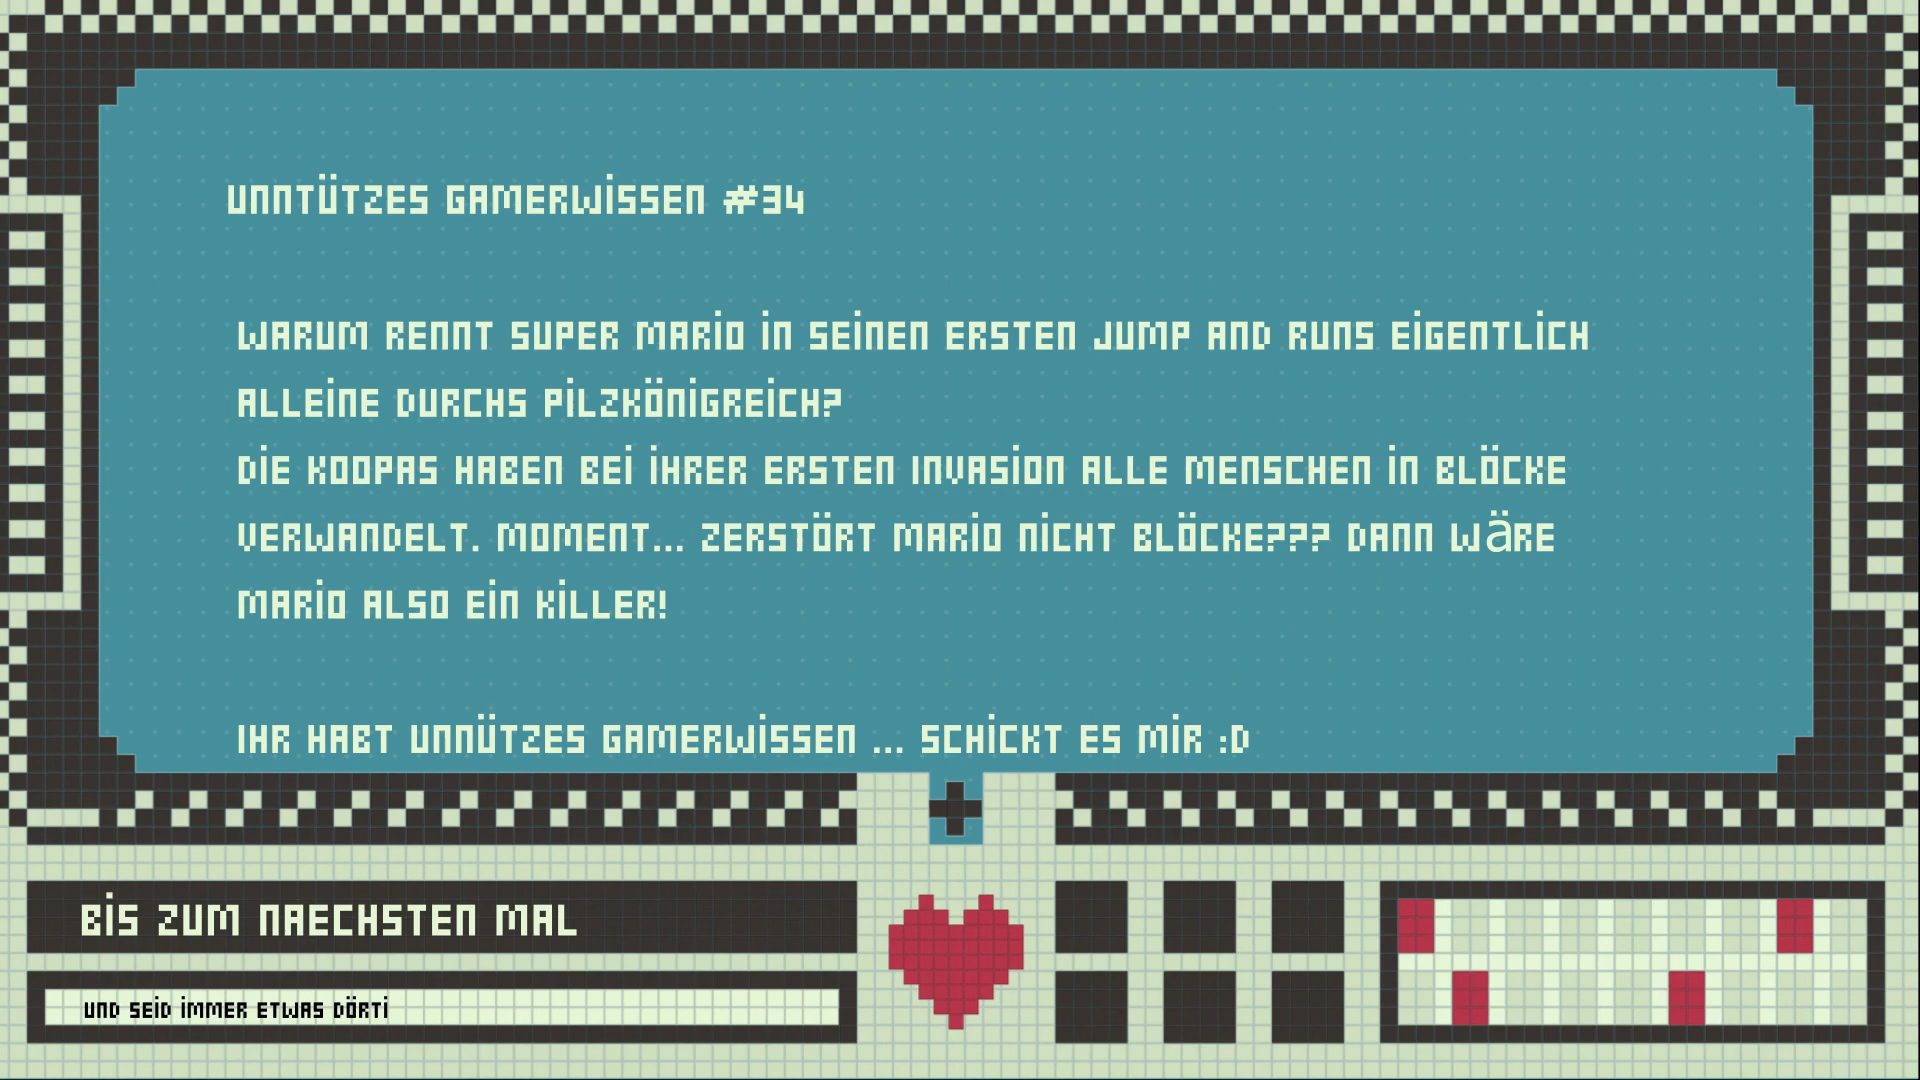 UNNTÜTZES GAMERWISSEN #34
WARUM RENNT SUPER MARIO IN SEINEN ERSTEN JUMP AND RUNS EIGENTLICH
ALLEINE DURCHS PILZKÖNIGREICH?
DIE KOOPAS HABEN BEI IHRER ERSTEN INVASION ALLE MENSCHEN IN BLÖCKE
VERWANDELT. MOMENT... ZERSTÖRT MARIO NICHT BLÖCKE??? DANN WäRE
MARIO ALSO EIN KILLER!
IHR HABT UNNÜTZES GAMERWISSEN ... SCHICKT ES MIR :D
BIS ZUM NAECHSTEN MAL
UND SEID IMMER ETWAS DÖRTI